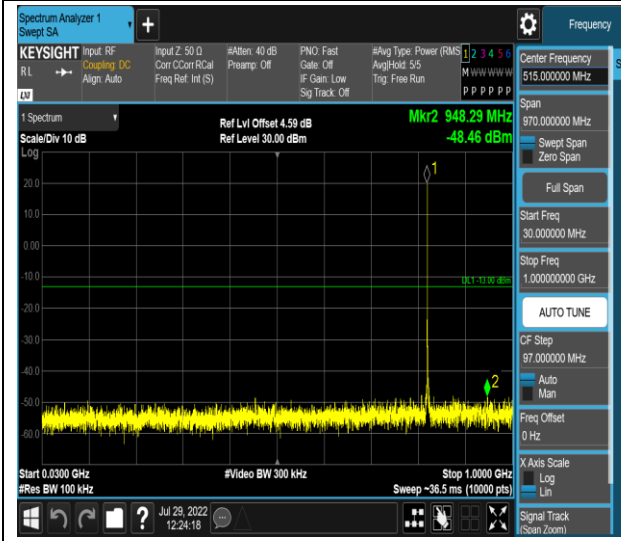 Spectrum Analyzer 1
Swept SA
Frequency
KEYSIGHT
RL
Input: RF
Coupling: DC
Align: Auto
Input Z: 50 Ω
Corr CCorr RCal
Freq Ref: Int (S)
#Atten: 40 dB
Preamp: Off
PNO: Fast
Gate: Off
IF Gain: Low
Sig Track: Off
#Avg Type: Power (RMS
Avg|Hold: 5/5
Trig: Free Run
1 2 3 4 5 6
M W W W W W
P P P P P P
1 Spectrum
Scale/Div 10 dB
Log
Ref Lvl Offset 4.59 dB
Ref Level 30.00 dBm
Mkr2 948.29 MHz
-48.46 dBm
1
20.0
10.0
0.00
-10.0
DL1 -13.00 dBm
-20.0
-30.0
-40.0
2
-50.0
-60.0
Start 0.0300 GHz
#Res BW 100 kHz
#Video BW 300 kHz
Stop 1.0000 GHz
Sweep ~36.5 ms (10000 pts)
?
Jul 29, 2022
12:24:18
Center Frequency
515.000000 MHz
Span
970.000000 MHz
Swept Span
Zero Span
Full Span
Start Freq
30.000000 MHz
Stop Freq
1.000000000 GHz
AUTO TUNE
CF Step
97.000000 MHz
Auto
Man
Freq Offset
0 Hz
X Axis Scale
Log
Lin
Signal Track
(Span Zoom)
S